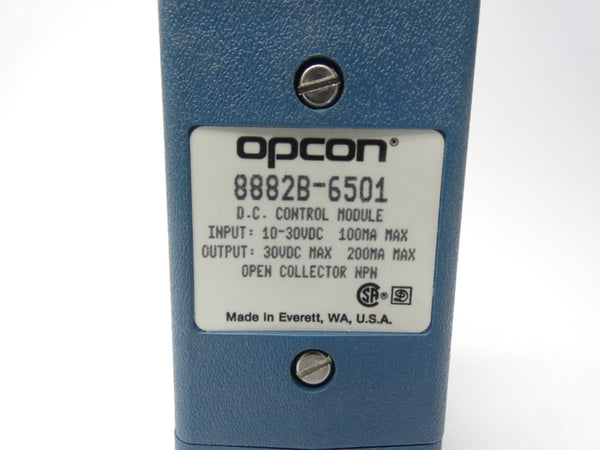 opcon®
8882B-6501
D.C. CONTROL MODULE
INPUT: 10-30VDC 100MA MAX
OUTPUT: 30VDC MAX 200MA MAX
OPEN COLLECTOR NPN
SA®
Made in Everett, WA, U.S.A.